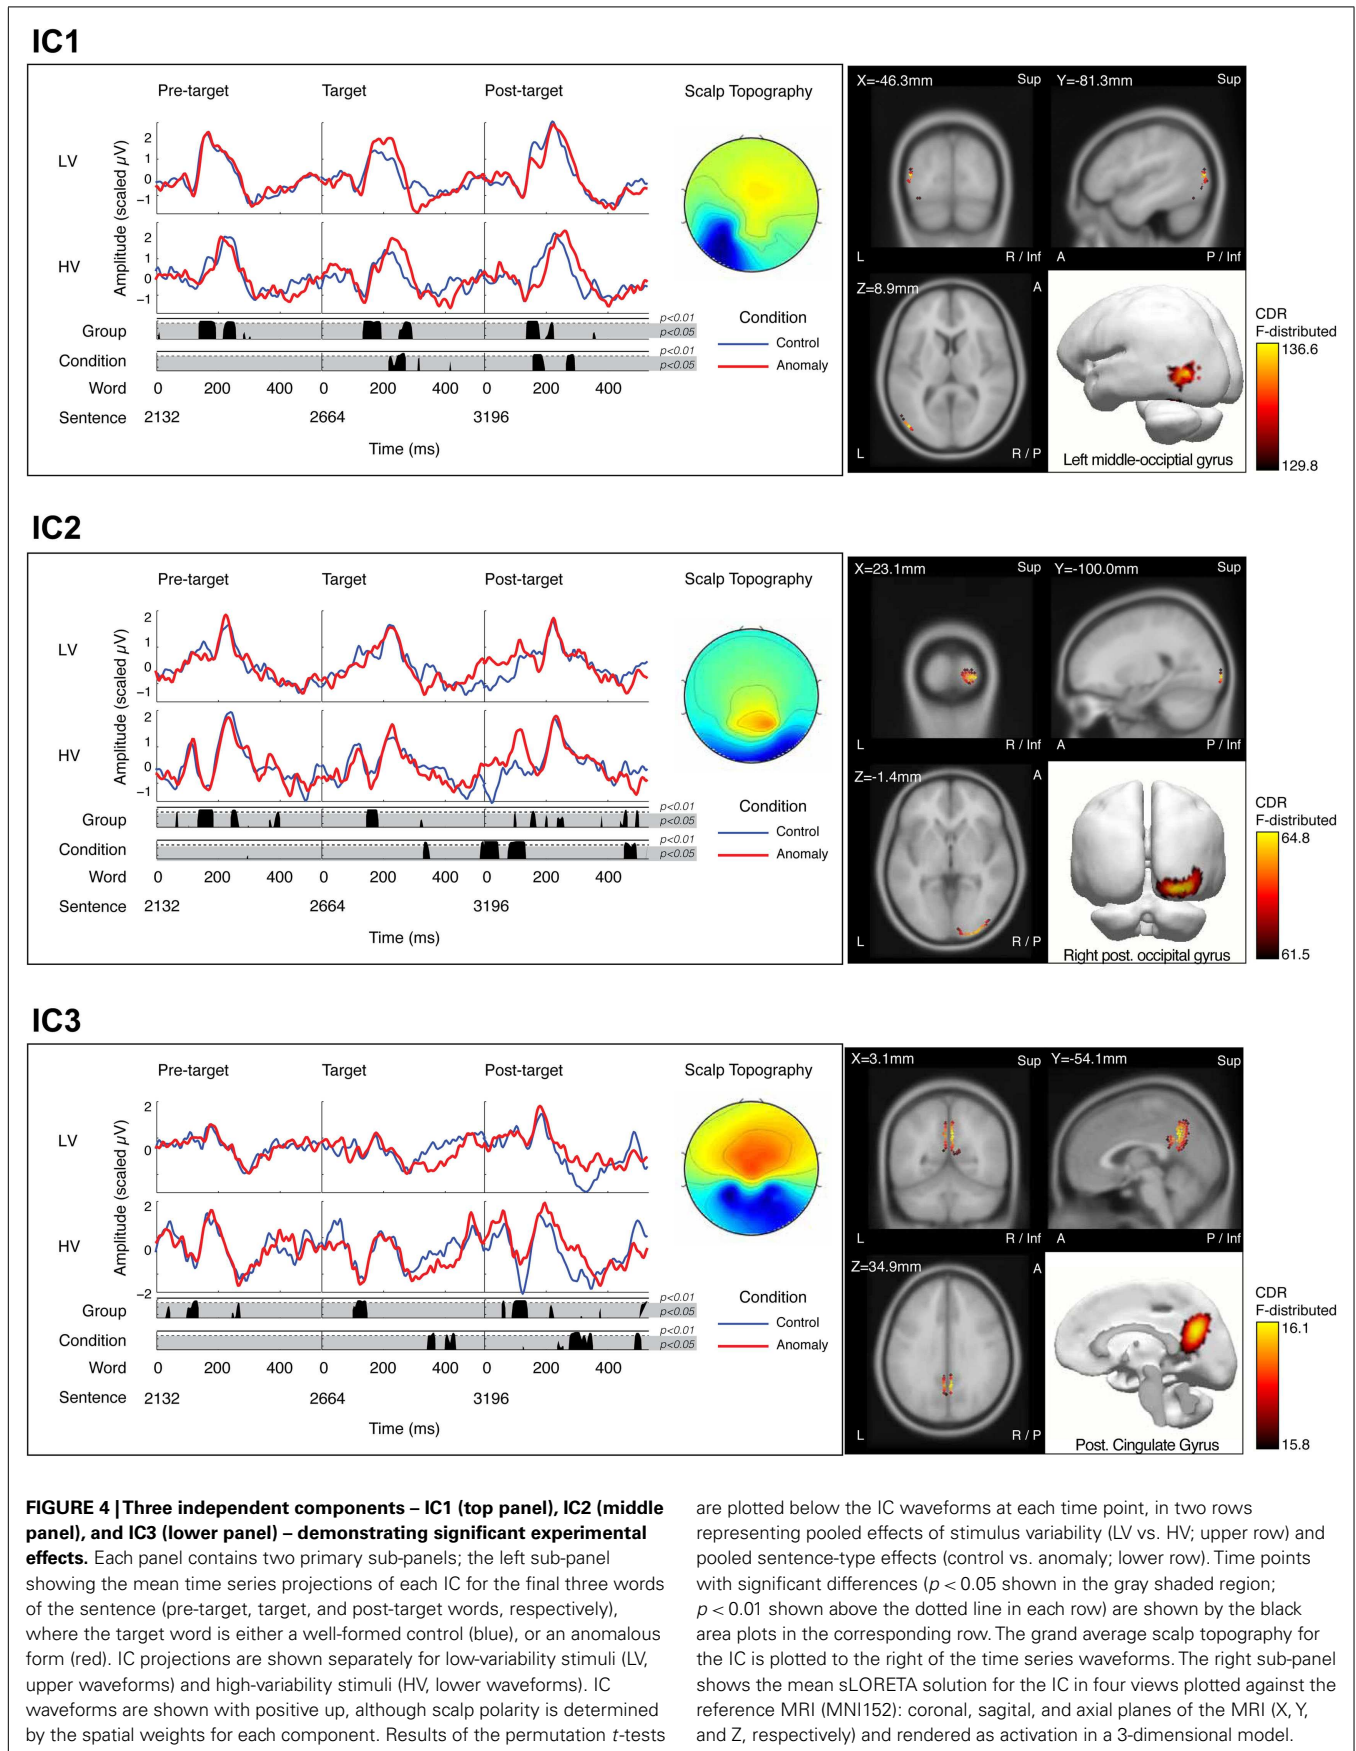 IC1
Pre-target Target Post-target Scalp Topography
LV
2
1
0
−1
Amplitude (scaled µV)
HV
2
1
0
−1
Group
p<0.01
p<0.05
Condition
p<0.01
p<0.05
Word 0 200 400 0 200 400 0 200 400
Sentence 2132 2664 3196
Time (ms)
Condition
Control
Anomaly
X=-46.3mm Sup
L R / Inf
Y=-81.3mm Sup
A P / Inf
Z=8.9mm A
L R / P
Left middle-occiptial gyrus
CDR
F-distributed
136.6
129.8
IC2
Pre-target Target Post-target Scalp Topography
LV
2
1
0
−1
Amplitude (scaled µV)
HV
2
1
0
−1
Group
p<0.01
p<0.05
Condition
p<0.01
p<0.05
Word 0 200 400 0 200 400 0 200 400
Sentence 2132 2664 3196
Time (ms)
Condition
Control
Anomaly
X=23.1mm Sup
L R / Inf
Y=-100.0mm Sup
A P / Inf
Z=-1.4mm A
L R / P
Right post. occipital gyrus
CDR
F-distributed
64.8
61.5
IC3
Pre-target Target Post-target Scalp Topography
LV
2
0
Amplitude (scaled µV)
HV
2
0
−2
Group
p<0.01
p<0.05
Condition
p<0.01
p<0.05
Word 0 200 400 0 200 400 0 200 400
Sentence 2132 2664 3196
Time (ms)
Condition
Control
Anomaly
X=3.1mm Sup
L R / Inf
Y=-54.1mm Sup
A P / Inf
Z=34.9mm A
L R / P
Post. Cingulate Gyrus
CDR
F-distributed
16.1
15.8
FIGURE 4 | Three independent components – IC1 (top panel), IC2 (middle
panel), and IC3 (lower panel) – demonstrating significant experimental
effects. Each panel contains two primary sub-panels; the left sub-panel
showing the mean time series projections of each IC for the final three words
of the sentence (pre-target, target, and post-target words, respectively),
where the target word is either a well-formed control (blue), or an anomalous
form (red). IC projections are shown separately for low-variability stimuli (LV,
upper waveforms) and high-variability stimuli (HV, lower waveforms). IC
waveforms are shown with positive up, although scalp polarity is determined
by the spatial weights for each component. Results of the permutation t-tests
are plotted below the IC waveforms at each time point, in two rows
representing pooled effects of stimulus variability (LV vs. HV; upper row) and
pooled sentence-type effects (control vs. anomaly; lower row). Time points
with significant differences (p < 0.05 shown in the gray shaded region;
p < 0.01 shown above the dotted line in each row) are shown by the black
area plots in the corresponding row. The grand average scalp topography for
the IC is plotted to the right of the time series waveforms. The right sub-panel
shows the mean sLORETA solution for the IC in four views plotted against the
reference MRI (MNI152): coronal, sagital, and axial planes of the MRI (X, Y,
and Z, respectively) and rendered as activation in a 3-dimensional model.